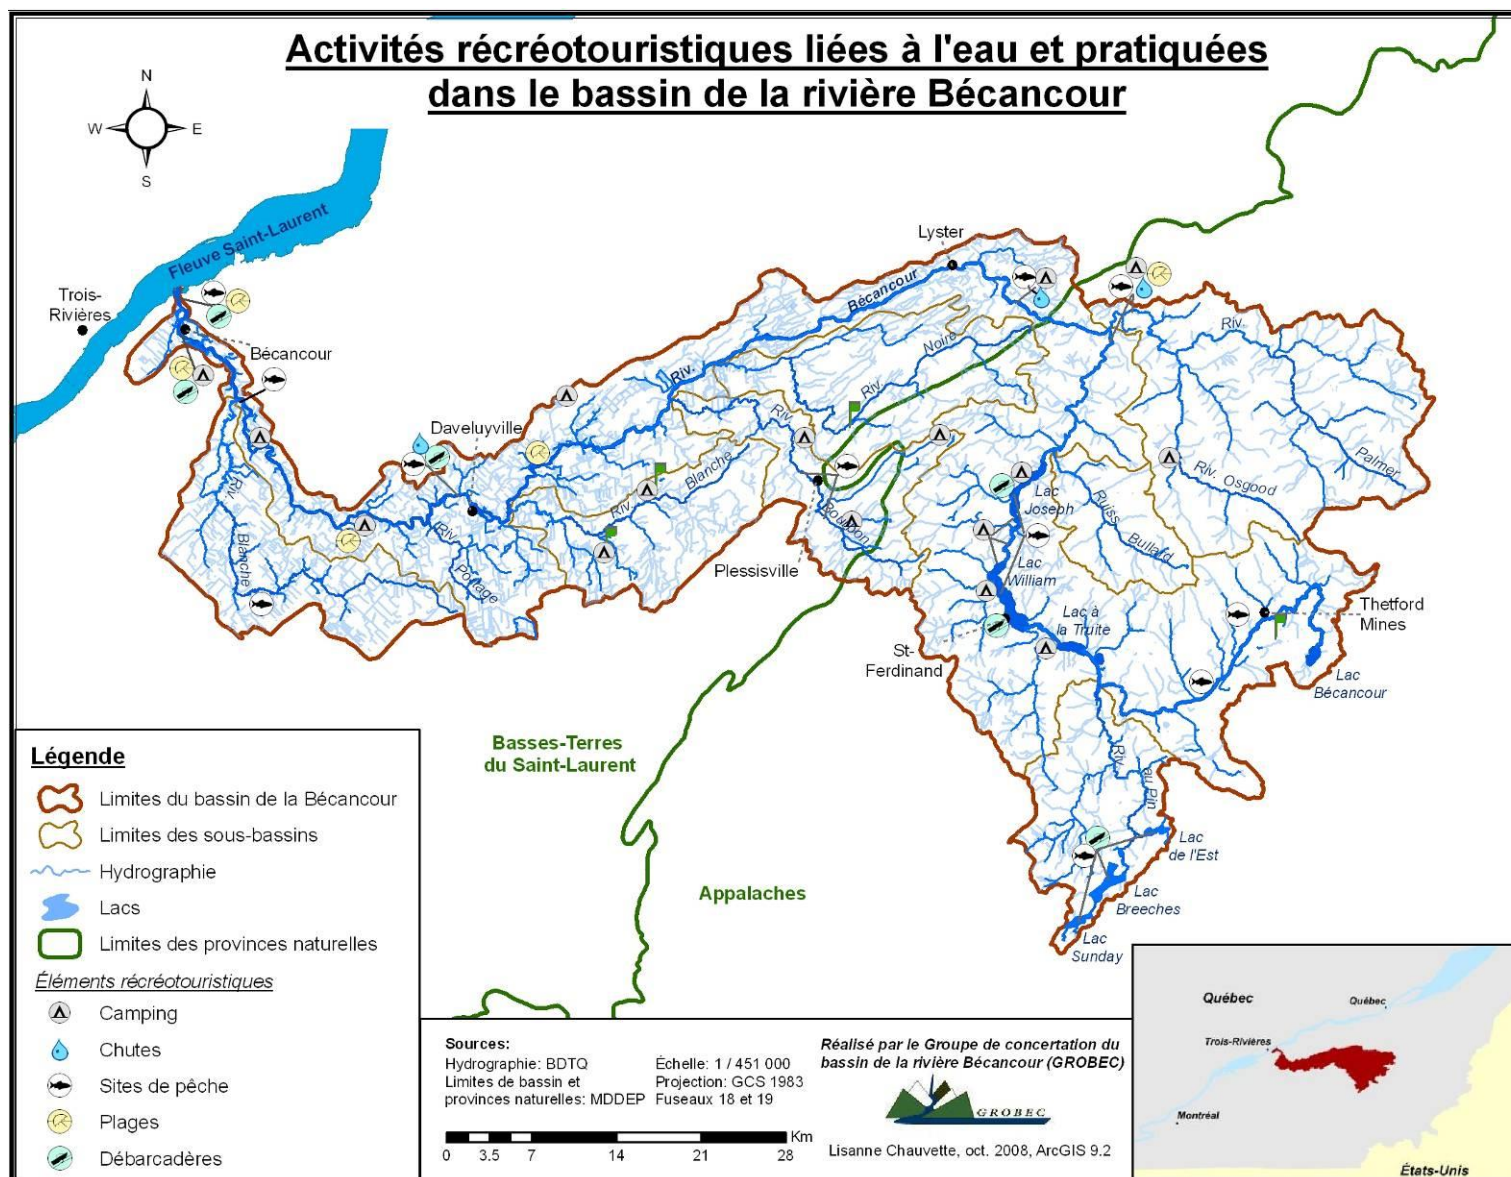 Activités récréotouristiques liées à l'eau et pratiquées
dans le bassin de la rivière Bécancour
N
W
E
S
Fleuve Saint-Laurent
Trois-
Rivières
Bécancour
Lyster
Riv.
Bécancour
Riv.
Noire
Riv.
Palmer
Daveluyville
Riv.
Blanche
Riv.
Blanche
Riv.
Portage
Riv.
Bourbon
Plessisville
Riv. Osgood
Ruiss.
Bullard
Lac
Joseph
Lac
William
Lac à
la Truite
St-
Ferdinand
Thetford
Mines
Lac
Bécancour
Riv.
au Pin
Lac
de l'Est
Lac
Breeches
Lac
Sunday
Basses-Terres
du Saint-Laurent
Appalaches
Légende
Limites du bassin de la Bécancour
Limites des sous-bassins
Hydrographie
Lacs
Limites des provinces naturelles
Éléments récréotouristiques
Camping
Chutes
Sites de pêche
Plages
Débarcadères
Sources:
Hydrographie: BDTQ
Limites de bassin et
provinces naturelles: MDDEP
Échelle: 1 / 451 000
Projection: GCS 1983
Fuseaux 18 et 19
0 3.5 7 14 21 28 Km
Réalisé par le Groupe de concertation du
bassin de la rivière Bécancour (GROBEC)
GROBEC
Lisanne Chauvette, oct. 2008, ArcGIS 9.2
Québec
Québec
Trois-Rivières
Montréal
États-Unis